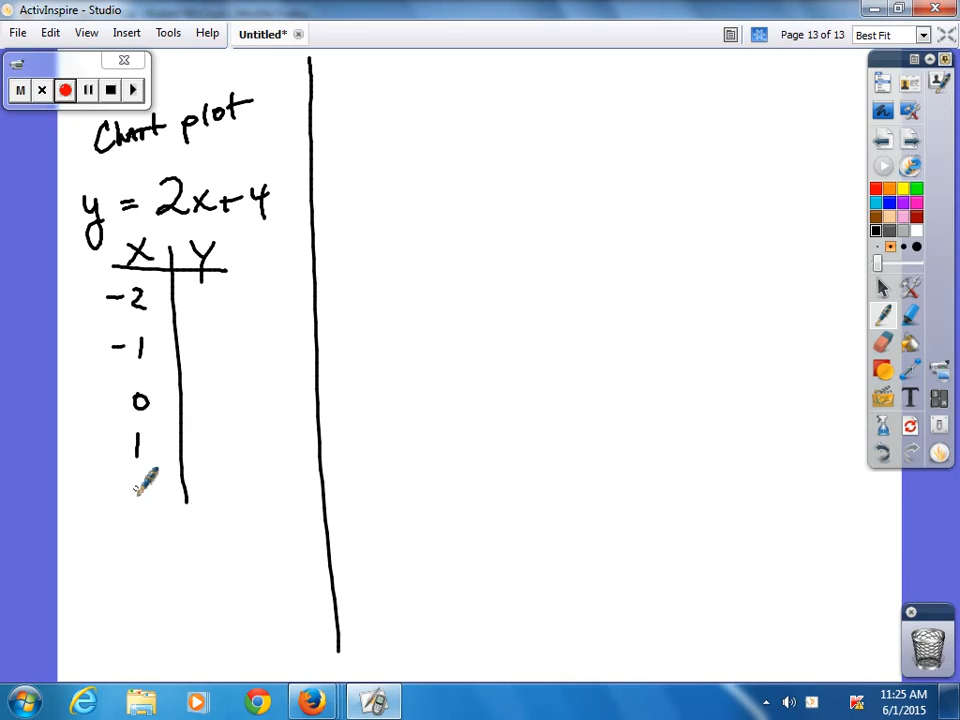 ActivInspire - Studio
File Edit View Insert Tools Help Untitled* Page 13 of 13 Best Fit
M
Chart plot
y = 2x+4
X Y
-2
-1
0
1
11:25 AM
6/1/2015